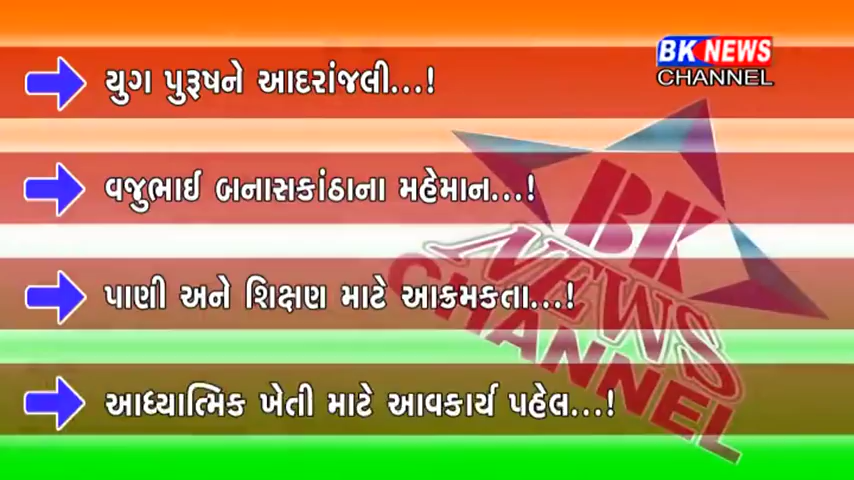 BK NEWS
CHANNEL
યુગ પુરૂષને આદરાંજલી...!
વજુભાઈ બનાસકાંઠાના મહેમાન...!
પાણી અને શિક્ષણ માટે આક્રમકતા...!
આધ્યાત્મિક ખેતી માટે આવકાર્ય પહેલ...!
BK
NEWS
CHANNEL